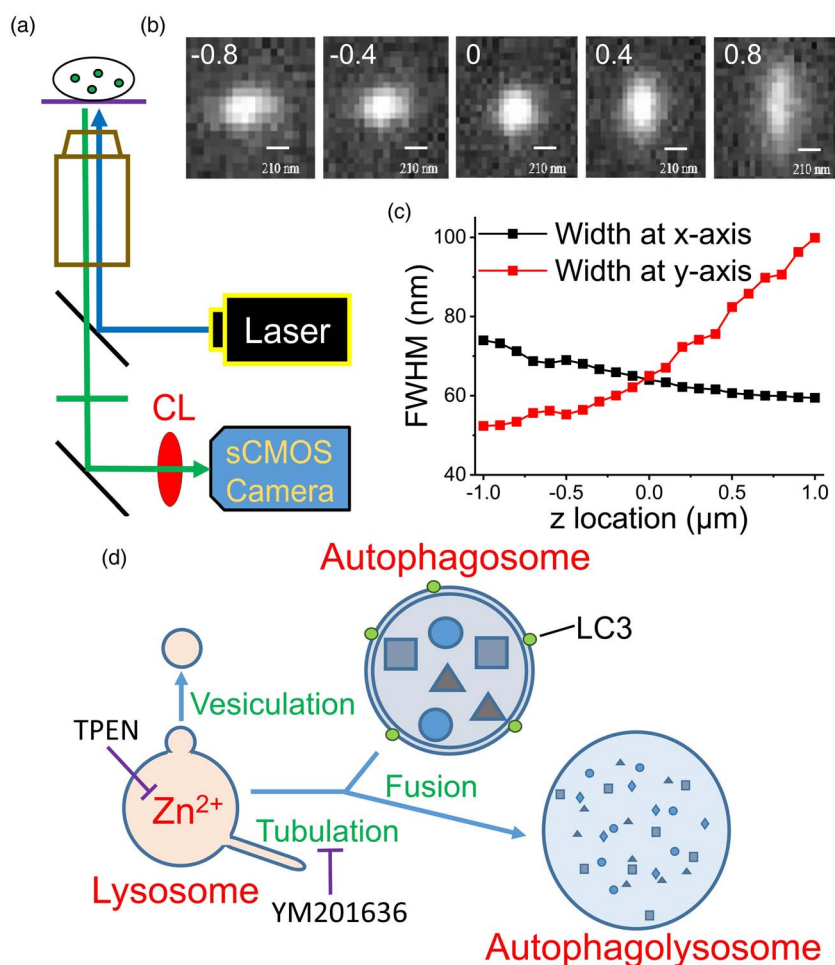 (a)
(b)
-0.8
-0.4
0
0.4
0.8
210 nm
210 nm
210 nm
210 nm
210 nm
Laser
CL
sCMOS
Camera
(c)
Width at x-axis
Width at y-axis
100
80
60
40
FWHM (nm)
-1.0
-0.5
0.0
0.5
1.0
z location (μm)
(d)
Autophagosome
LC3
Vesiculation
TPEN
Zn²⁺
Fusion
Tubulation
Lysosome
YM201636
Autophagolysosome